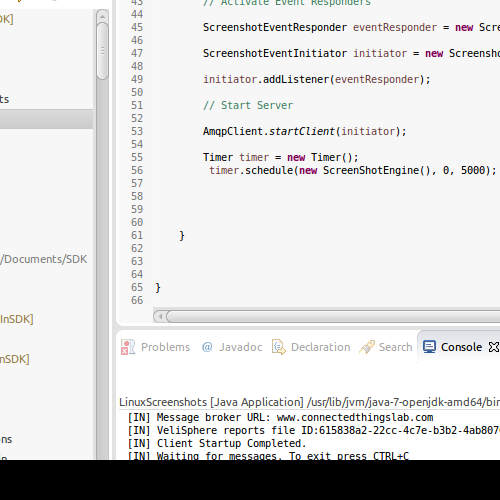 SDK]
ts
/Documents/SDK
InSDK]
nSDK]
ns
43 // Activate Event Responders
44
45 ScreenshotEventResponder eventResponder = new Scre
46
47 ScreenshotEventInitiator initiator = new Screensho
48
49 initiator.addListener(eventResponder);
50
51 // Start Server
52
53 AmqpClient.startClient(initiator);
54
55 Timer timer = new Timer();
56 timer.schedule(new ScreenShotEngine(), 0, 5000);
57
58
59
60
61 }
62
63
64
65 }
66
Problems @ Javadoc Declaration Search Console
LinuxScreenshots [Java Application] /usr/lib/jvm/java-7-openjdk-amd64/bin
[IN] Message broker URL: www.connectedthingslab.com
[IN] VeliSphere reports file ID:615838a2-22cc-4c7e-b3b2-4ab807
[IN] Client Startup Completed.
[IN] Waiting for messages. To exit press CTRL+C